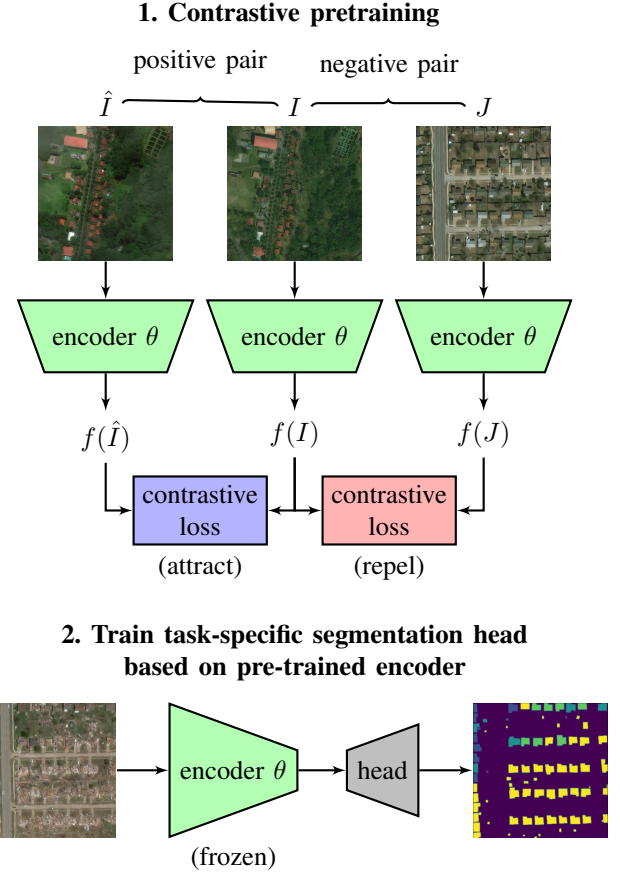 1. Contrastive pretraining
positive pair
negative pair
Î
I
J
encoder θ
encoder θ
encoder θ
f(Î)
f(I)
f(J)
contrastive
loss
contrastive
loss
(attract)
(repel)
2. Train task-specific segmentation head
based on pre-trained encoder
encoder θ
head
(frozen)